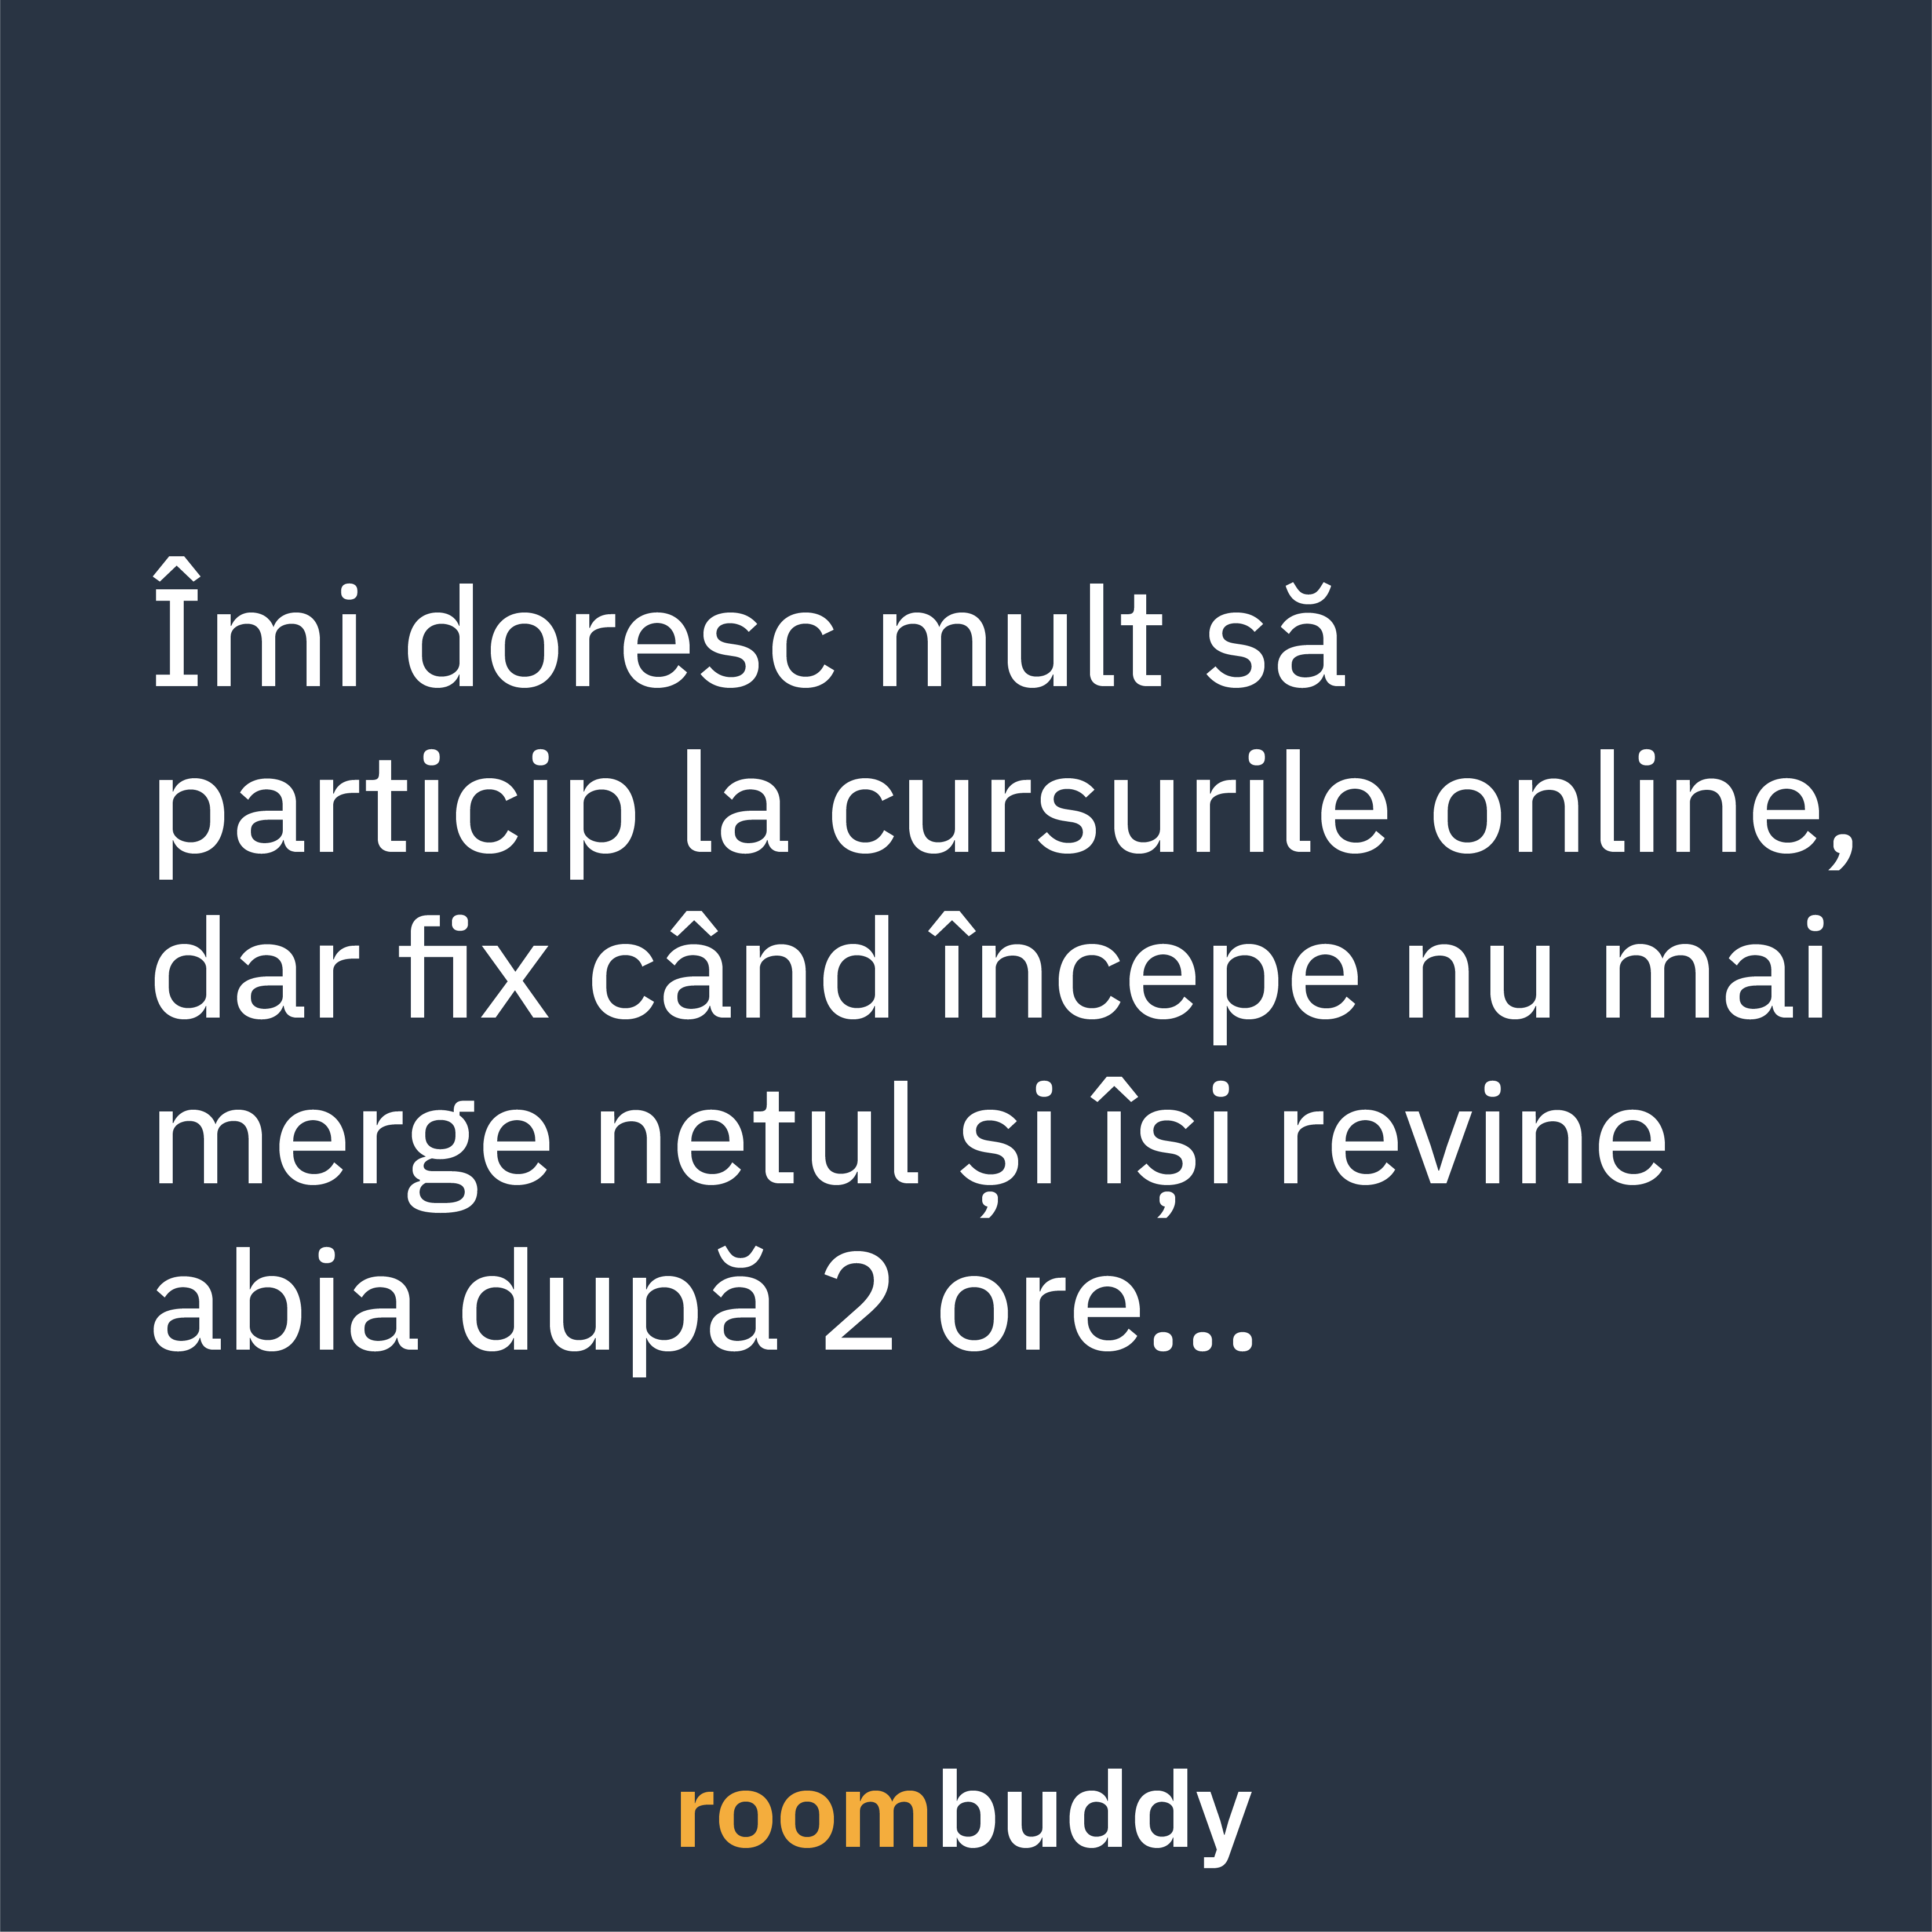 Îmi doresc mult să
particip la cursurile online,
dar fix când începe nu mai
merge netul și își revine
abia după 2 ore...
roombuddy